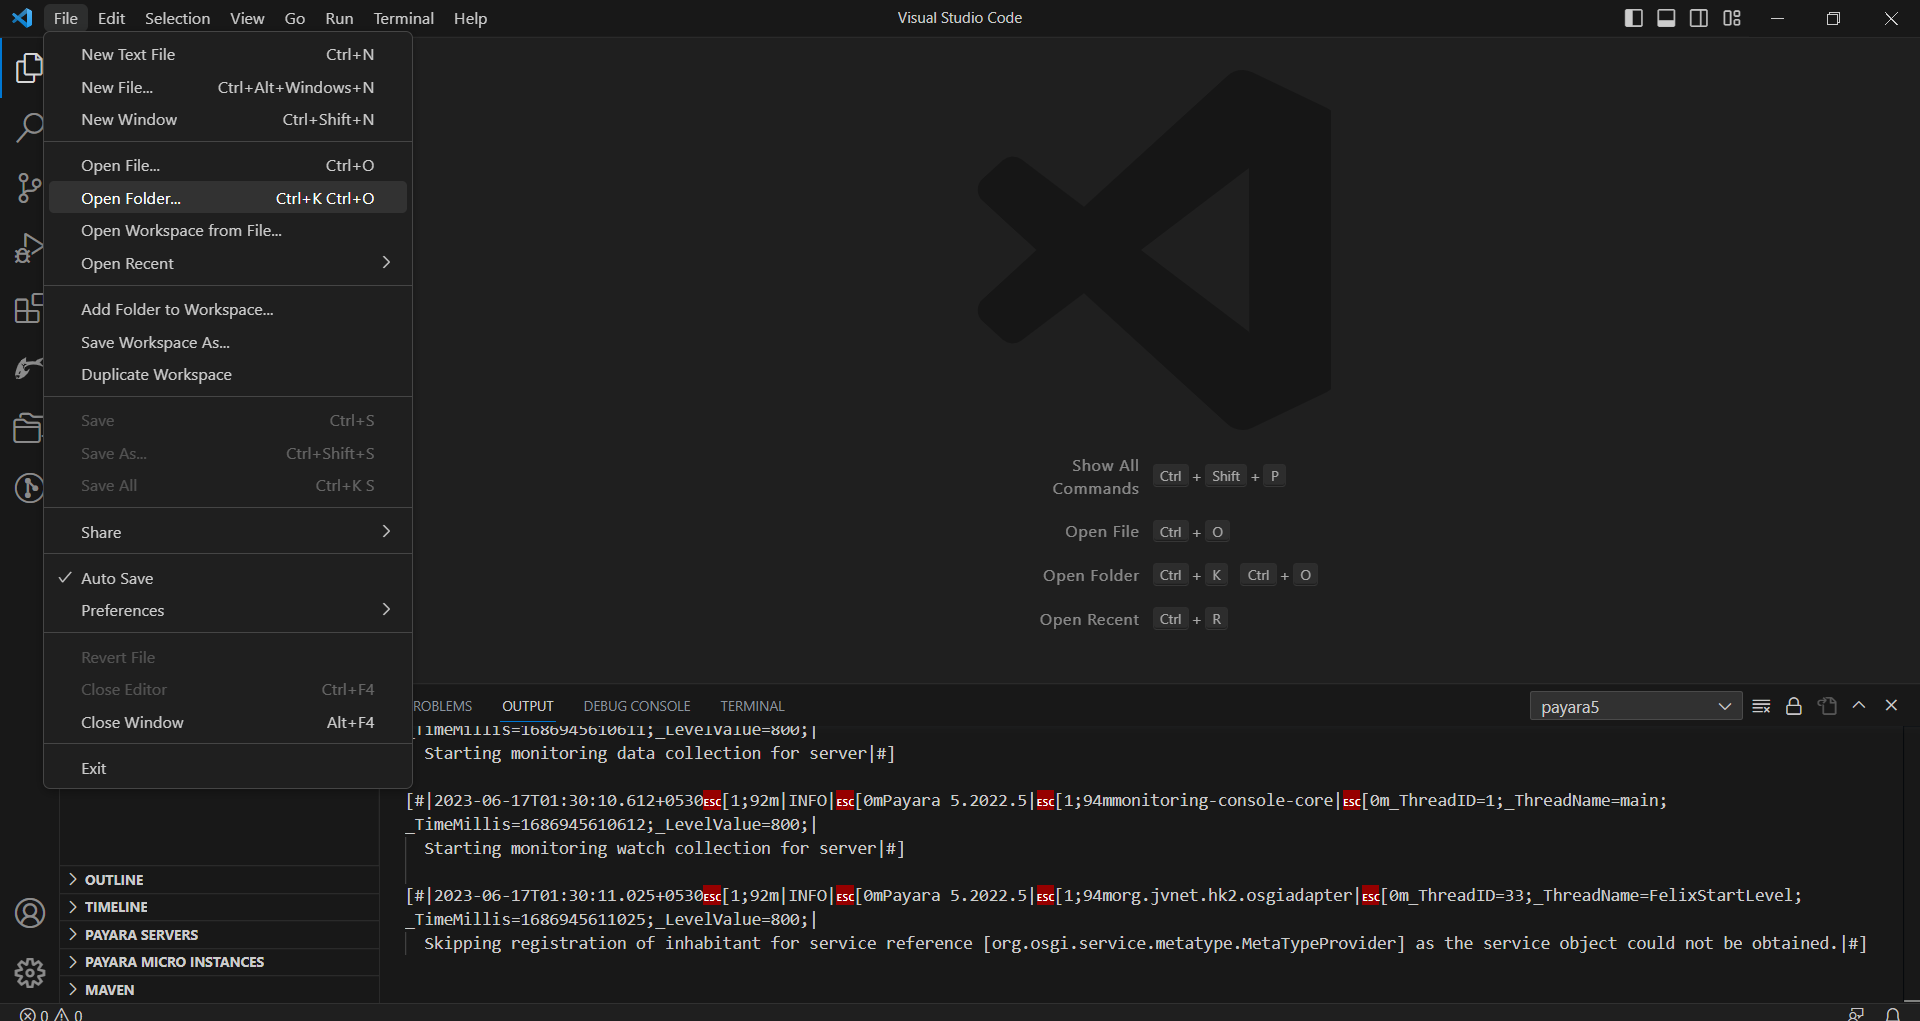 File Edit Selection View Go Run Terminal Help
Visual Studio Code
New Text File Ctrl+N
New File... Ctrl+Alt+Windows+N
New Window Ctrl+Shift+N
Open File... Ctrl+O
Open Folder... Ctrl+K Ctrl+O
Open Workspace from File...
Open Recent
Add Folder to Workspace...
Save Workspace As...
Duplicate Workspace
Save Ctrl+S
Save As... Ctrl+Shift+S
Save All Ctrl+K S
Share
Auto Save
Preferences
Revert File
Close Editor Ctrl+F4
Close Window Alt+F4
Exit
Show All
Commands Ctrl + Shift + P
Open File Ctrl + O
Open Folder Ctrl + K Ctrl + O
Open Recent Ctrl + R
ROBLEMS OUTPUT DEBUG CONSOLE TERMINAL
payara5
_TimeMillis=1686945610611;_LevelValue=800;|
Starting monitoring data collection for server|#]
[#|2023-06-17T01:30:10.612+0530ESC[1;92m|INFO|ESC[0mPayara 5.2022.5|ESC[1;94mmonitoring-console-core|ESC[0m_ThreadID=1;_ThreadName=main;
_TimeMillis=1686945610612;_LevelValue=800;|
Starting monitoring watch collection for server|#]
[#|2023-06-17T01:30:11.025+0530ESC[1;92m|INFO|ESC[0mPayara 5.2022.5|ESC[1;94morg.jvnet.hk2.osgiadapter|ESC[0m_ThreadID=33;_ThreadName=FelixStartLevel;
_TimeMillis=1686945611025;_LevelValue=800;|
Skipping registration of inhabitant for service reference [org.osgi.service.metatype.MetaTypeProvider] as the service object could not be obtained.|#]
OUTLINE
TIMELINE
PAYARA SERVERS
PAYARA MICRO INSTANCES
MAVEN
0 0